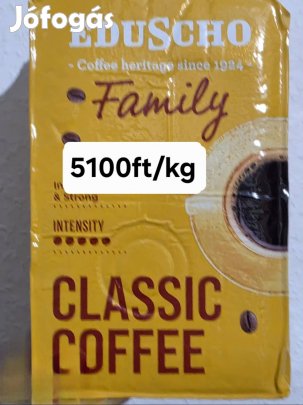 Jófogás
EDUSCHO
- Coffee heritage since 1924 -
Family
5100ft/kg
& strong
INTENSITY
CLASSIC
COFFEE